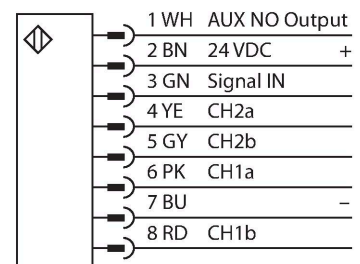 1 WH AUX NO Output
2 BN 24 VDC +
3 GN Signal IN
4 YE CH2a
5 GY CH2b
6 PK CH1a
7 BU –
8 RD CH1b